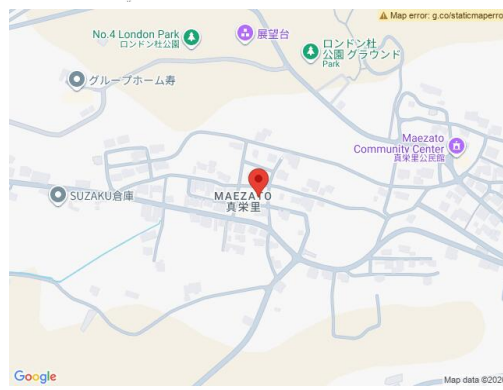 Map error: g.co/staticmaperro
No.4 London Park
ロンドン杜公園
展望台
ロンドン杜
公園 グラウンド
Park
グループホーム寿
Maezato
Community Center
真栄里公民館
SUZAKU倉庫
MAEZATO
真栄里
Google
Map data ©2026